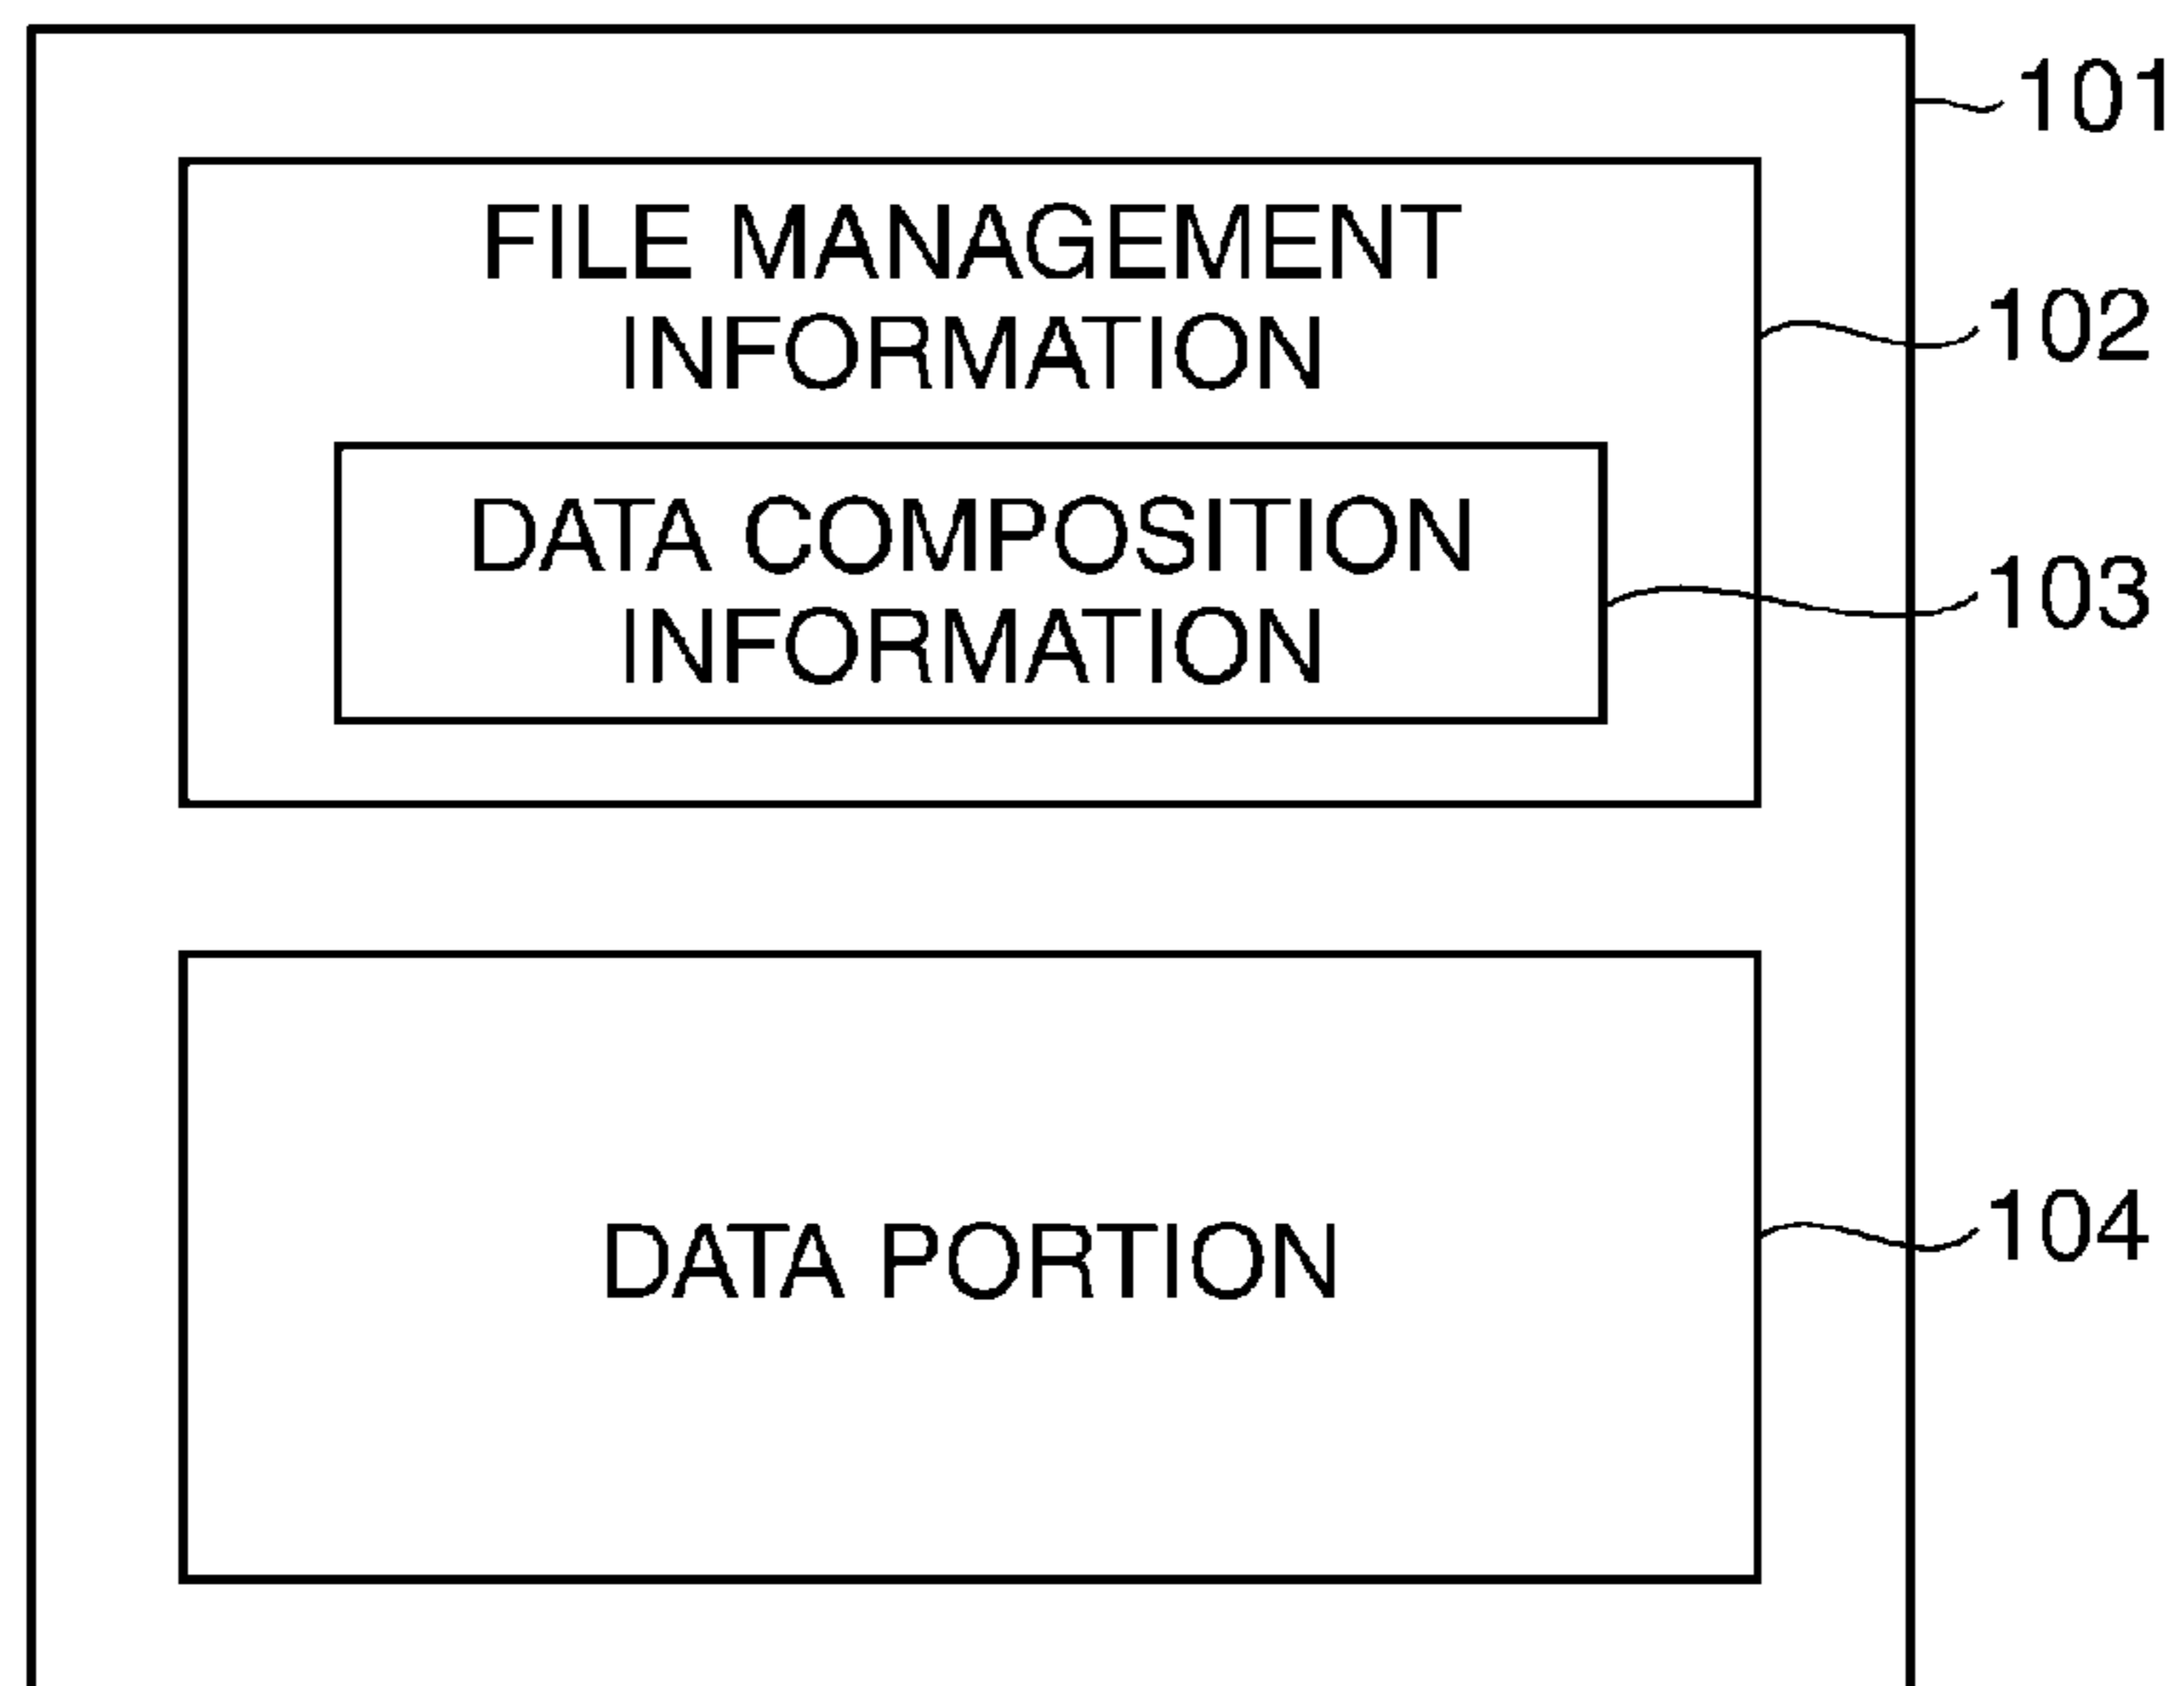 101
FILE MANAGEMENT
INFORMATION
102
DATA COMPOSITION
INFORMATION
103
DATA PORTION
104